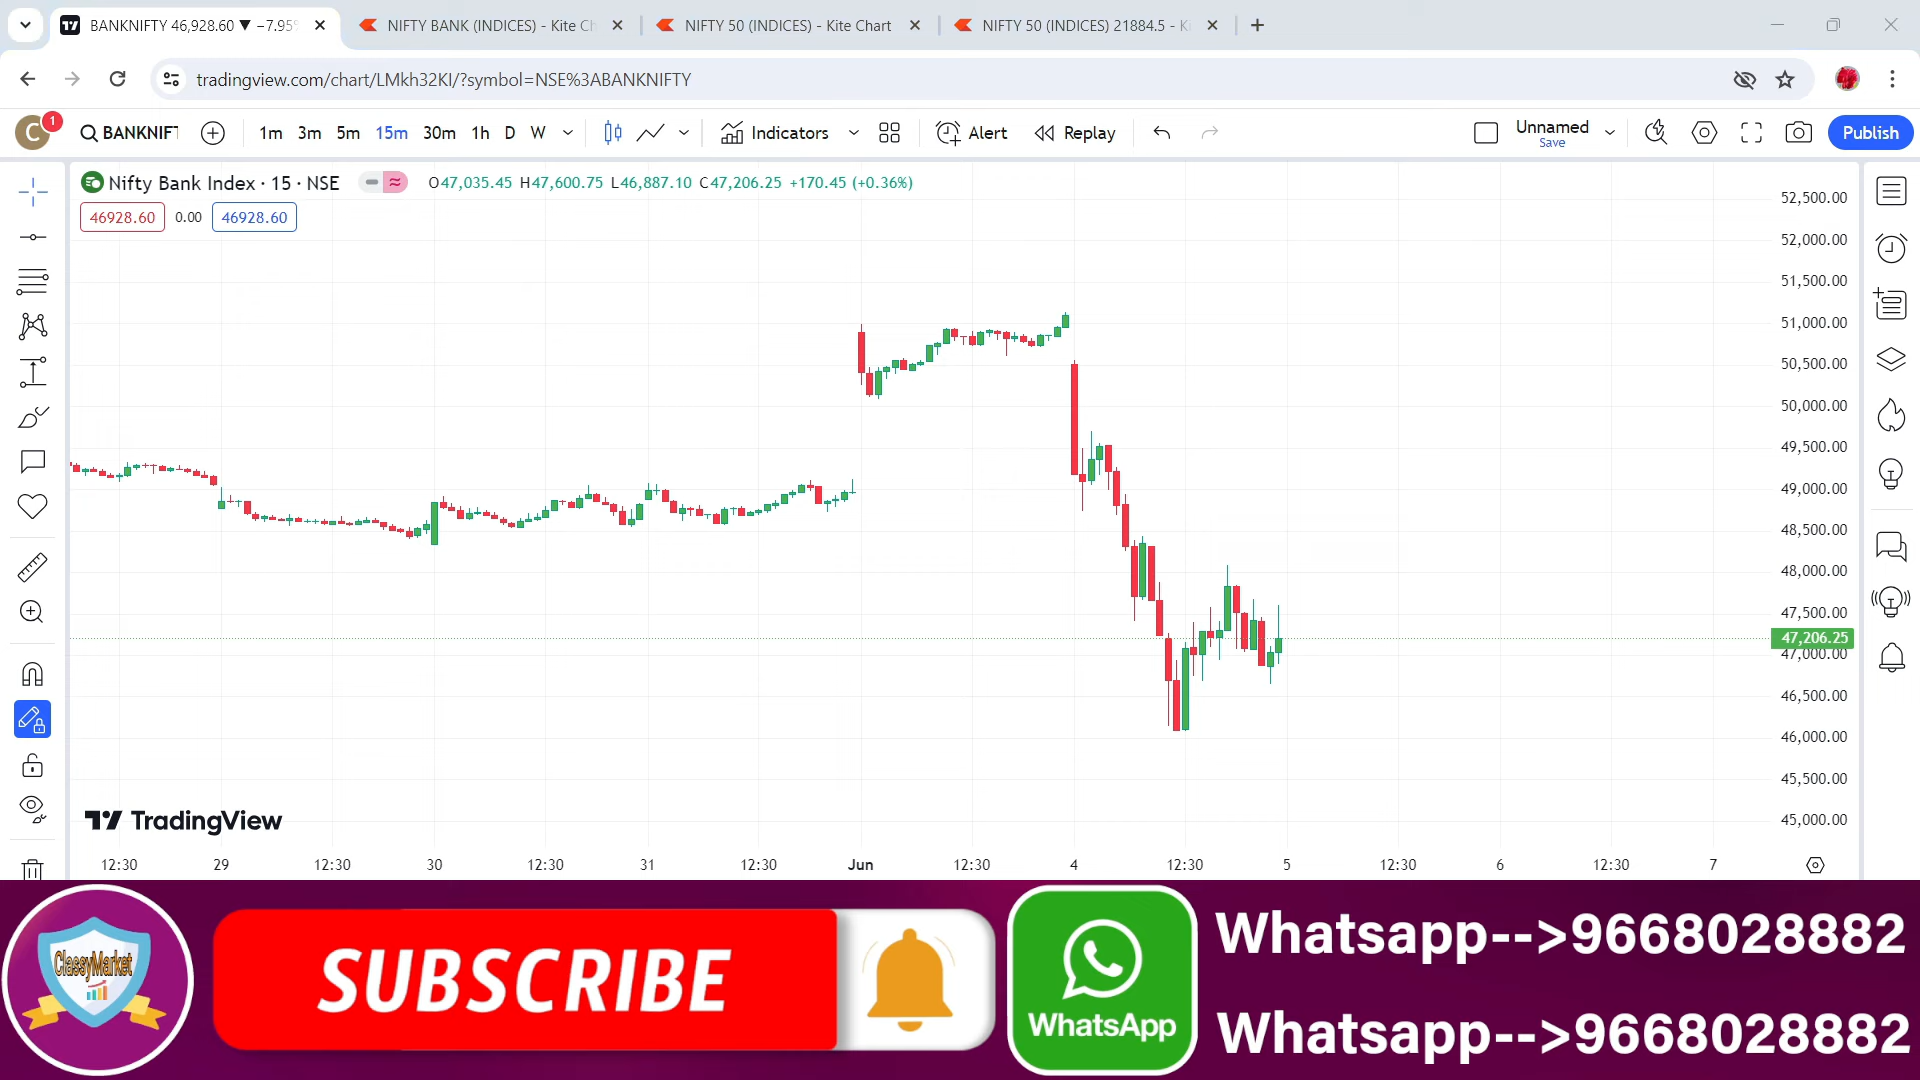 BANKNIFTY 46,928.60 ▼ −7.95%
NIFTY BANK (INDICES) - Kite Ch
NIFTY 50 (INDICES) - Kite Chart
NIFTY 50 (INDICES) 21884.5 - Ki
tradingview.com/chart/LMkh32KI/?symbol=NSE%3ABANKNIFTY
C
1
BANKNIFT
1m 3m 5m 15m 30m 1h D W
Indicators
Alert
Replay
Unnamed
Save
Publish
Nifty Bank Index · 15 · NSE
O47,035.45 H47,600.75 L46,887.10 C47,206.25 +170.45 (+0.36%)
46928.60 0.00 46928.60
52,500.00
52,000.00
51,500.00
51,000.00
50,500.00
50,000.00
49,500.00
49,000.00
48,500.00
48,000.00
47,500.00
47,206.25
47,000.00
46,500.00
46,000.00
45,500.00
45,000.00
TradingView
12:30 29 12:30 30 12:30 31 12:30 Jun 12:30 4 12:30 5 12:30 6 12:30 7
ClassyMarket
SUBSCRIBE
WhatsApp
Whatsapp-->9668028882
Whatsapp-->9668028882